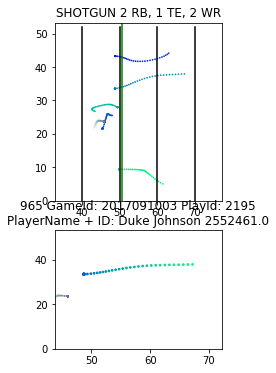 SHOTGUN 2 RB, 1 TE, 2 WR
50
40
30
20
10
0
40 50 60 70
965 GameId: 2017091003 PlayId: 2195
PlayerName + ID: Duke Johnson 2552461.0
40
20
0
50 60 70